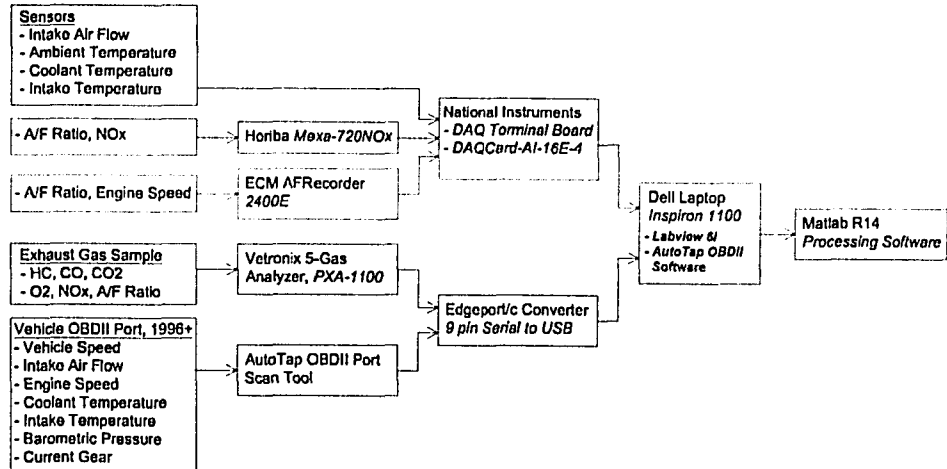 Sensors
- Intake Air Flow
- Ambient Temperature
- Coolant Temperature
- Intake Temperature
- A/F Ratio, NOx
Horiba Mexa-720NOx
National Instruments
- DAQ Terminal Board
- DAQCard-AI-16E-4
- A/F Ratio, Engine Speed
ECM AFRecorder
2400E
Dell Laptop
Inspiron 1100
- Labview 6i
- AutoTap OBDII
Software
Matlab R14
Processing Software
Exhaust Gas Sample
- HC, CO, CO2
- O2, NOx, A/F Ratio
Vetronix 5-Gas
Analyzer, PXA-1100
Edgeport/c Converter
9 pin Serial to USB
Vehicle OBDII Port, 1996+
- Vehicle Speed
- Intake Air Flow
- Engine Speed
- Coolant Temperature
- Intake Temperature
- Barometric Pressure
- Current Gear
AutoTap OBDII Port
Scan Tool